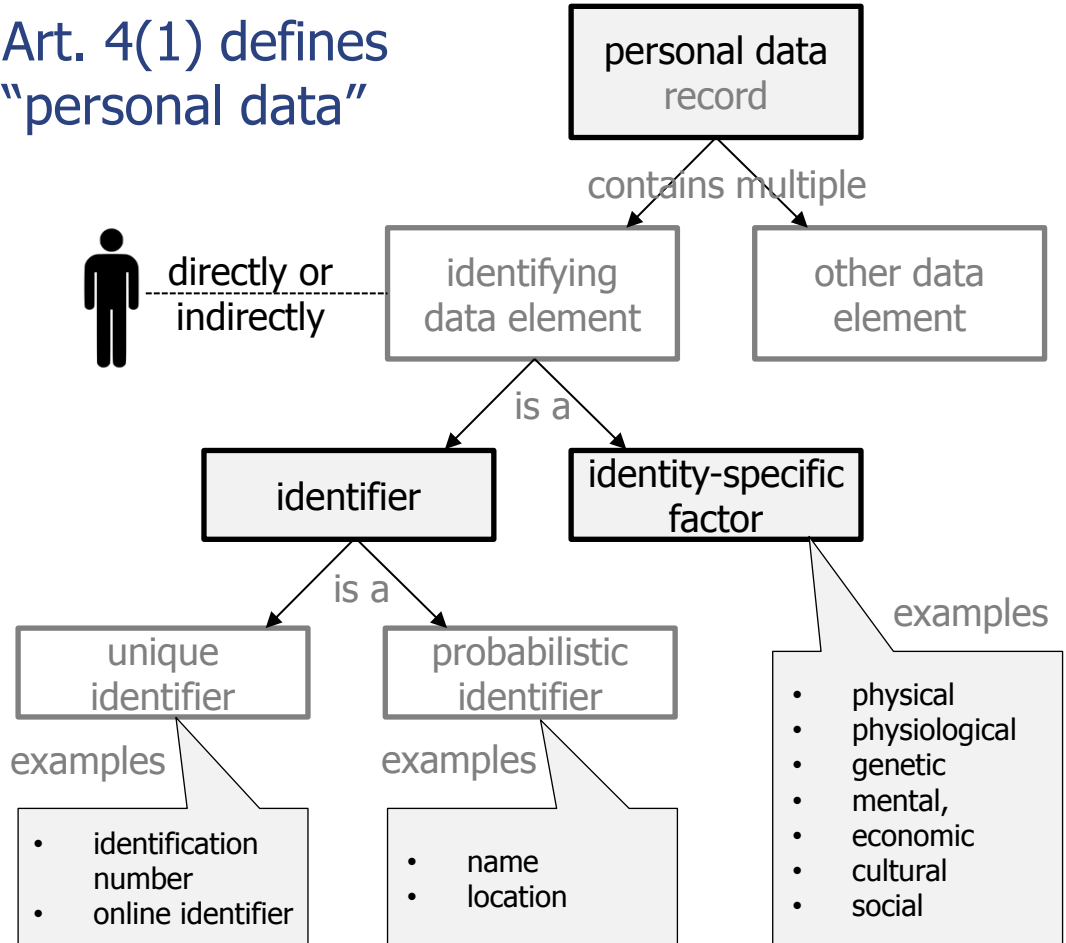 Art. 4(1) defines
“personal data”
personal data
record
contains multiple
directly or
indirectly
identifying
data element
other data
element
is a
identifier
identity-specific
factor
is a
unique
identifier
probabilistic
identifier
examples
examples
examples
• identification
number
• online identifier
• name
• location
• physical
• physiological
• genetic
• mental,
• economic
• cultural
• social